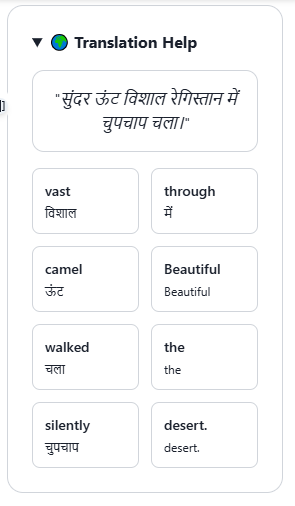 Translation Help
"सुंदर ऊंट विशाल रेगिस्तान में
चुपचाप चला।"
vast
विशाल
through
में
camel
ऊंट
Beautiful
Beautiful
walked
चला
the
the
silently
चुपचाप
desert.
desert.